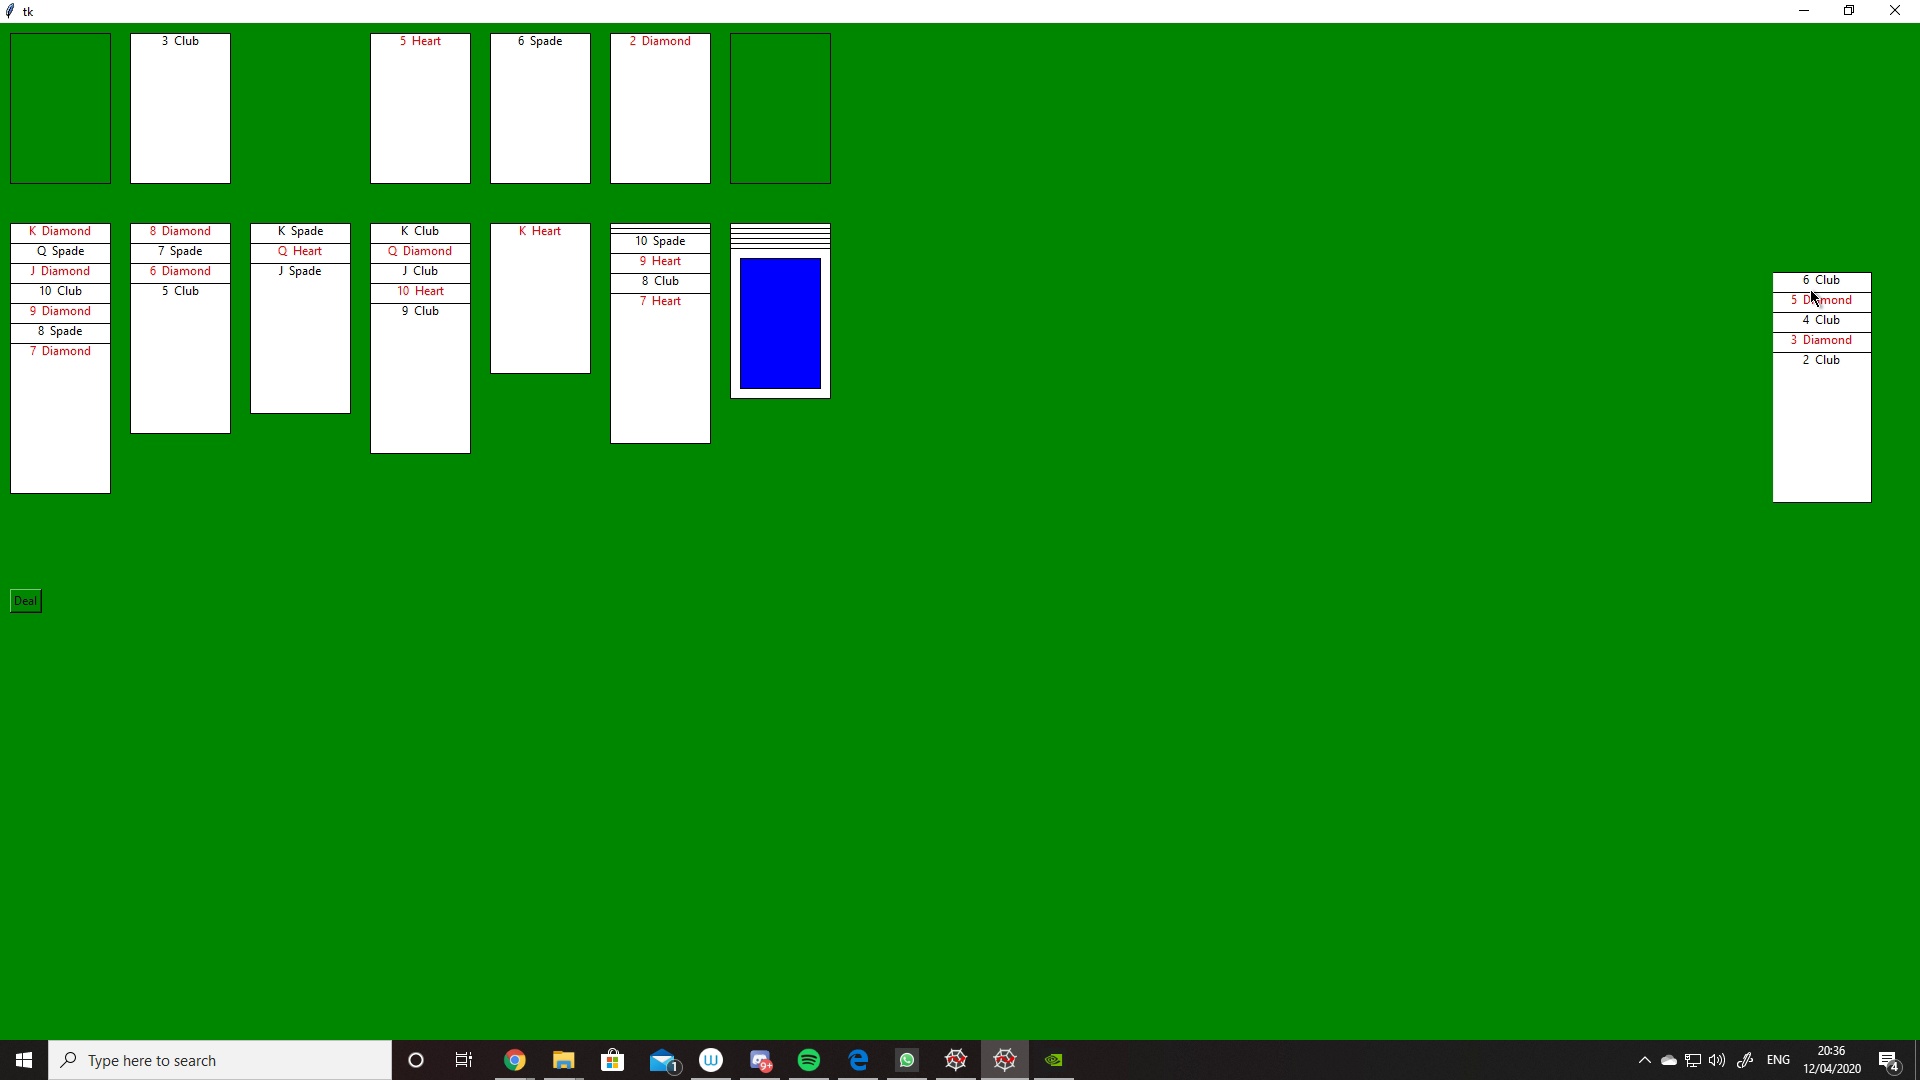 tk
3 Club
5 Heart
6 Spade
2 Diamond
K Diamond
Q Spade
J Diamond
10 Club
9 Diamond
8 Spade
7 Diamond
8 Diamond
7 Spade
6 Diamond
5 Club
K Spade
Q Heart
J Spade
K Club
Q Diamond
J Club
10 Heart
9 Club
K Heart
10 Spade
9 Heart
8 Club
7 Heart
6 Club
5 Diamond
4 Club
3 Diamond
2 Club
Deal
Type here to search
1
W
9+
ENG
20:36
12/04/2020
4